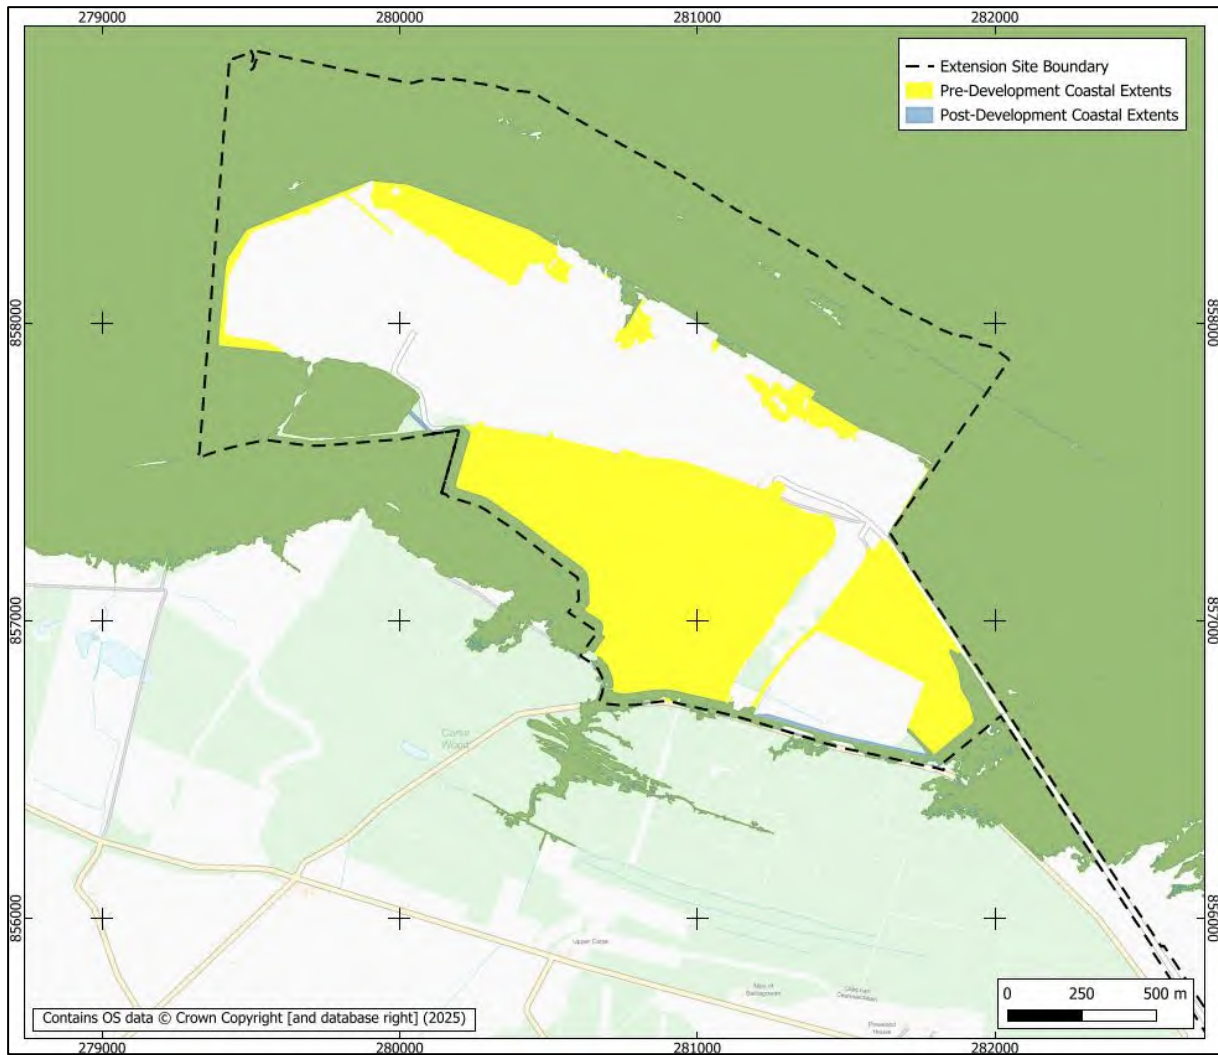 279000
280000
281000
282000
Extension Site Boundary
Pre-Development Coastal Extents
Post-Development Coastal Extents
858000
858000
857000
857000
Carse
Wood
856000
856000
Upper Carse
0 250 500 m
House
Contains OS data © Crown Copyright [and database right] (2025)
279000
280000
281000
282000